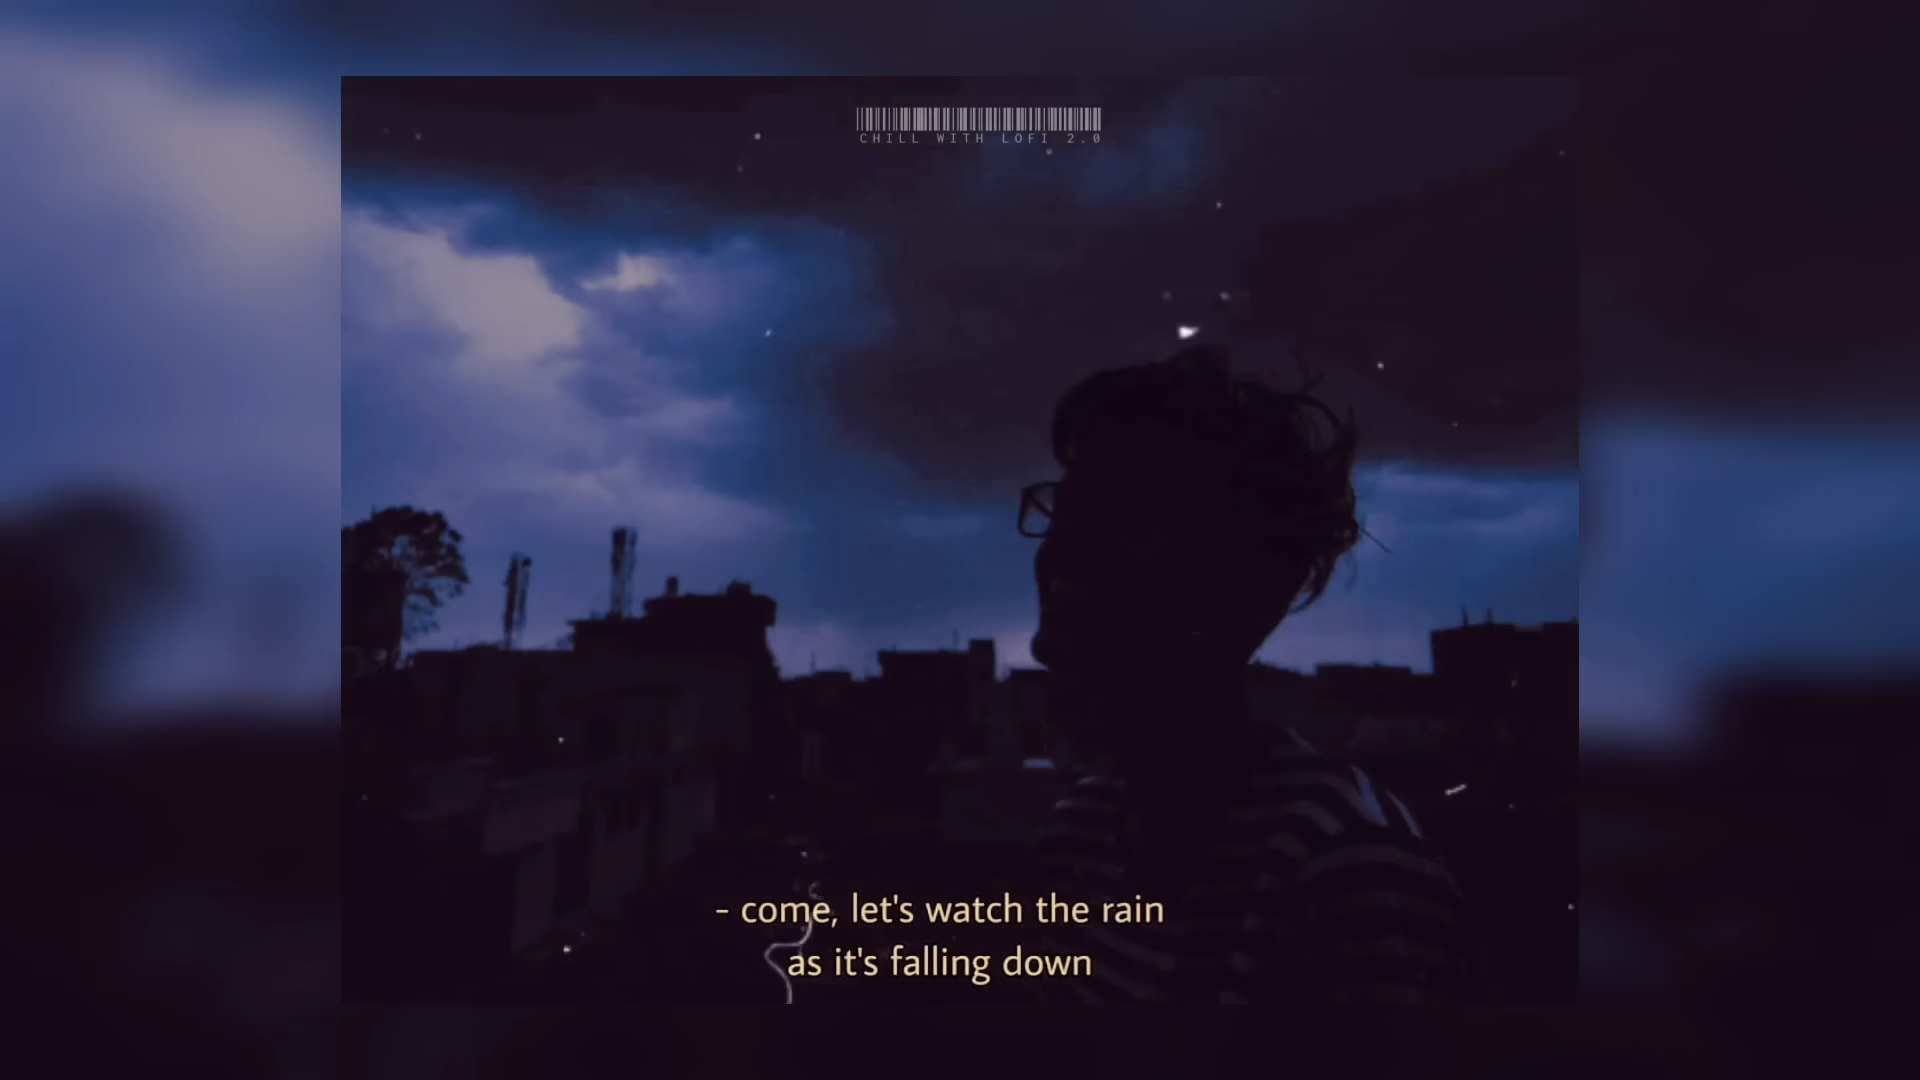 CHILL WITH LOFI 2.0
- come, let's watch the rain
as it's falling down